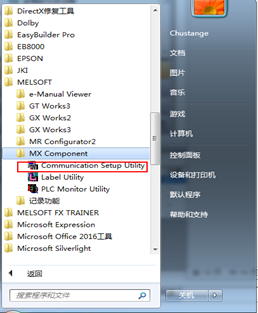 DirectX修复工具
Dolby
EasyBuilder Pro
EB8000
EPSON
JKI
MELSOFT
e-Manual Viewer
GT Works3
GX Works2
GX Works3
MR Configurator2
MX Component
Communication Setup Utility
Label Utility
PLC Monitor Utility
记录功能
MELSOFT FX TRAINER
Microsoft Expression
Microsoft Office 2016工具
Microsoft Silverlight
返回
搜索程序和文件
Chustange
文档
图片
音乐
游戏
计算机
控制面板
设备和打印机
默认程序
帮助和支持
关机